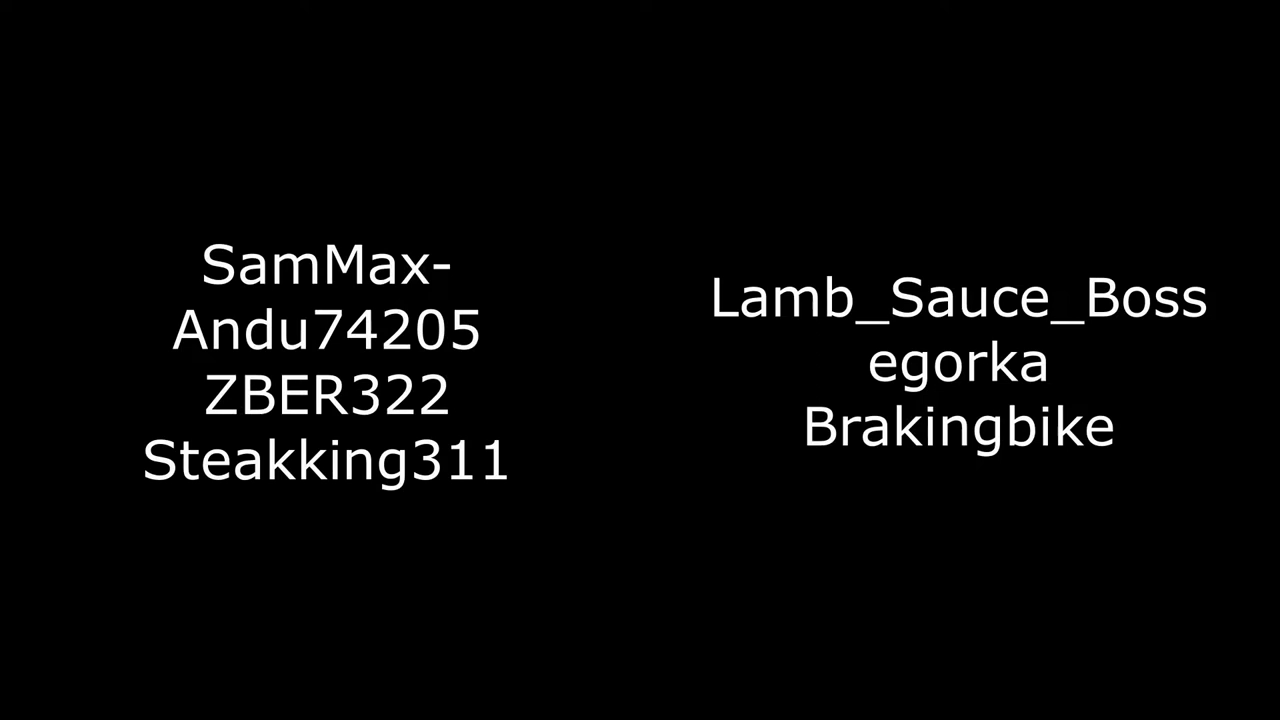 SamMax-
Andu74205
ZBER322
Steakking311
Lamb_Sauce_Boss
egorka
Brakingbike